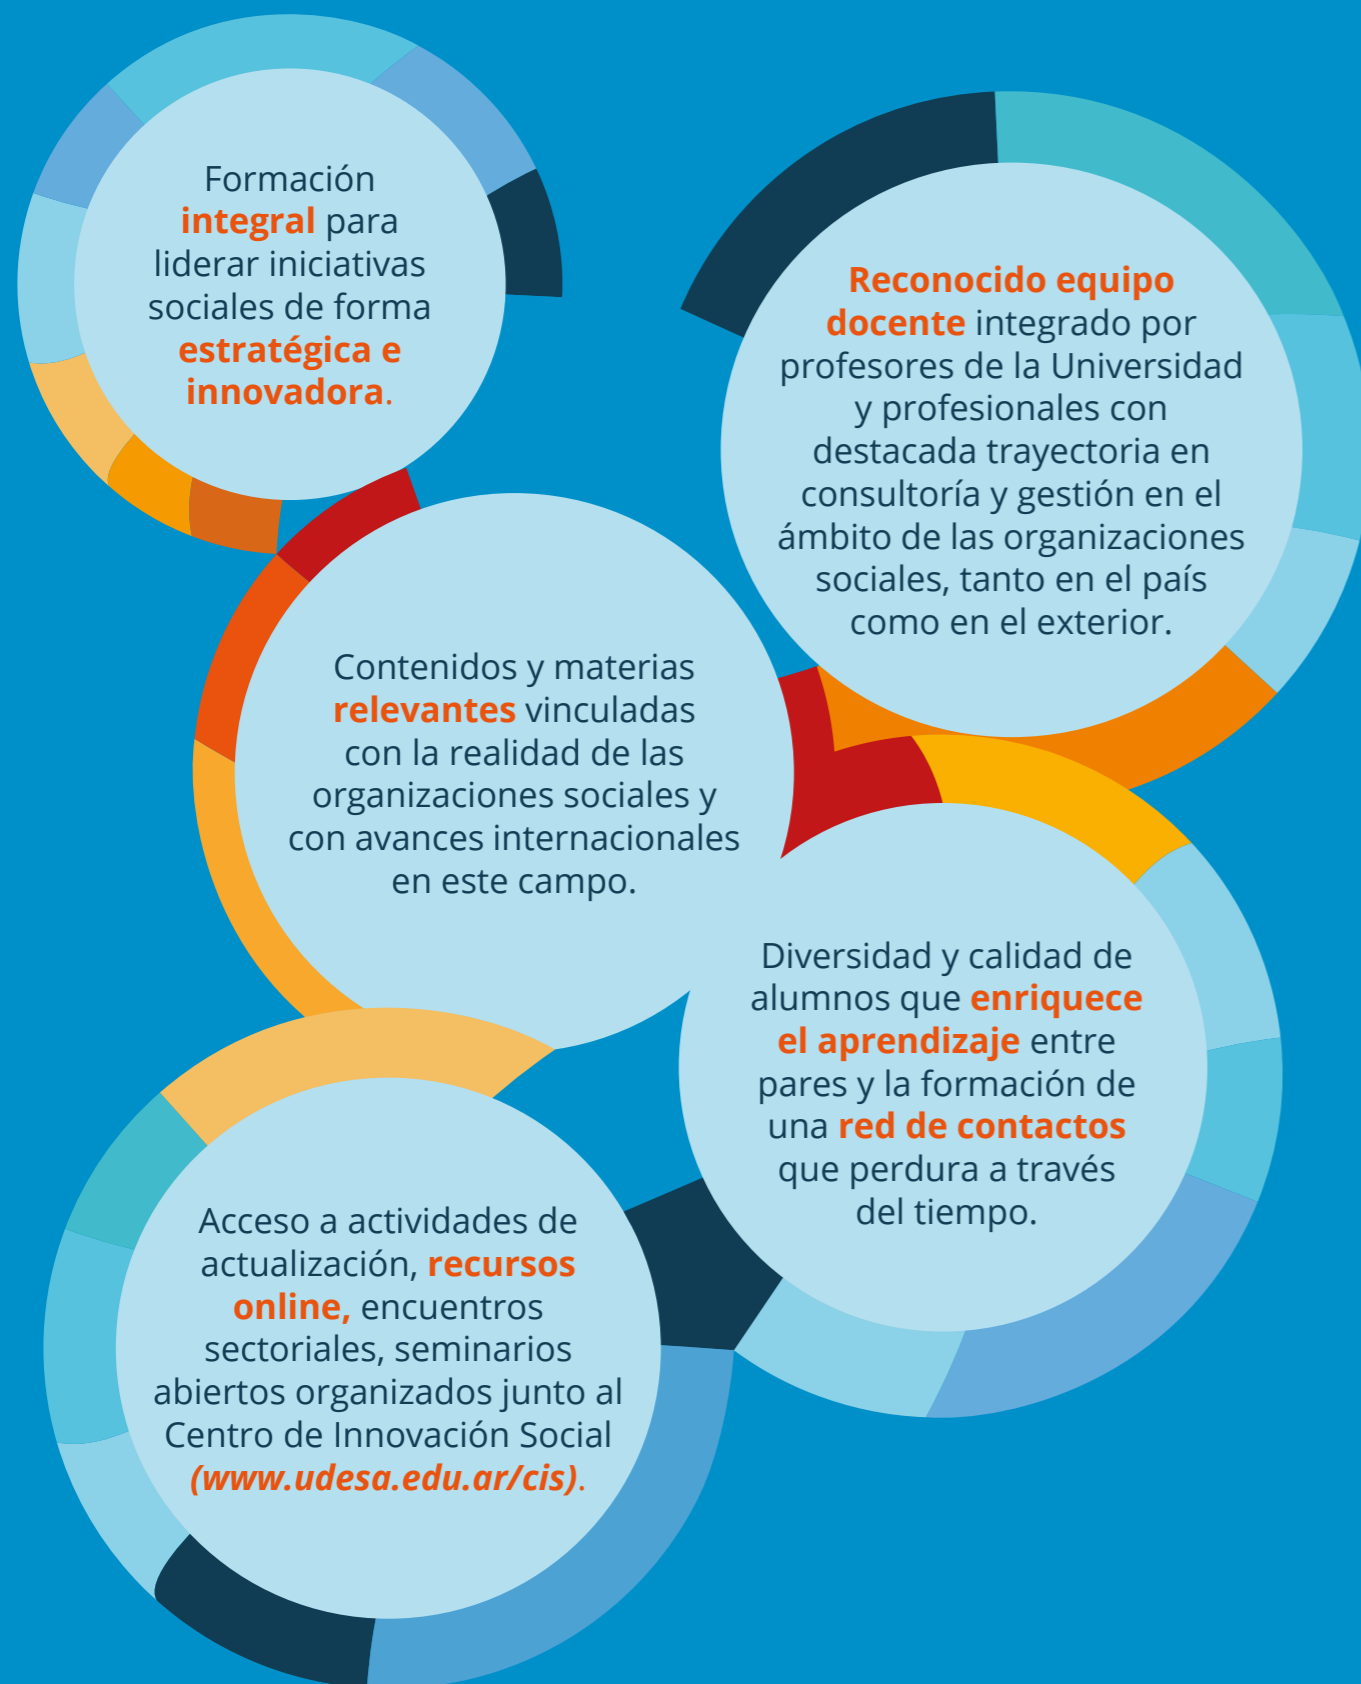 Formación
integral para
liderar iniciativas
sociales de forma
estratégica e
innovadora.
Reconocido equipo
docente integrado por
profesores de la Universidad
y profesionales con
destacada trayectoria en
consultoría y gestión en el
ámbito de las organizaciones
sociales, tanto en el país
como en el exterior.
Contenidos y materias
relevantes vinculadas
con la realidad de las
organizaciones sociales y
con avances internacionales
en este campo.
Diversidad y calidad de
alumnos que enriquece
el aprendizaje entre
pares y la formación de
una red de contactos
que perdura a través
del tiempo.
Acceso a actividades de
actualización, recursos
online, encuentros
sectoriales, seminarios
abiertos organizados junto al
Centro de Innovación Social
(www.udesa.edu.ar/cis).